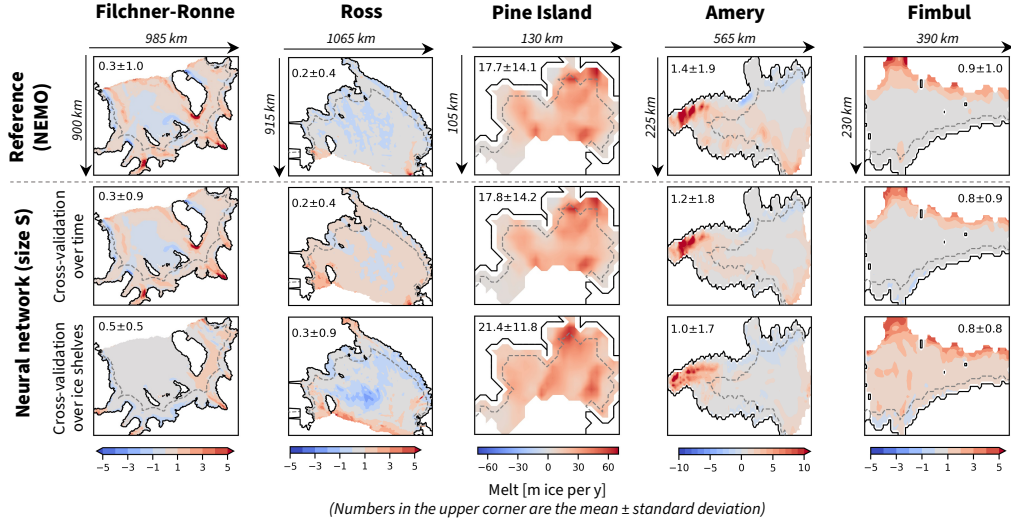 Filchner-Ronne Ross Pine Island Amery Fimbul
985 km 1065 km 130 km 565 km 390 km
Reference
(NEMO)
900 km 915 km 105 km 225 km 230 km
0.3±1.0 0.2±0.4 17.7±14.1 1.4±1.9 0.9±1.0
Neural network (size S)
Cross-validation
over time
0.3±0.9 0.2±0.4 17.8±14.2 1.2±1.8 0.8±0.9
Cross-validation
over ice shelves
0.5±0.5 0.3±0.9 21.4±11.8 1.0±1.7 0.8±0.8
−5 −3 −1 1 3 5 −5 −3 −1 1 3 5 −60 −30 0 30 60 −10 −5 0 5 10 −5 −3 −1 1 3 5
Melt [m ice per y]
(Numbers in the upper corner are the mean ± standard deviation)